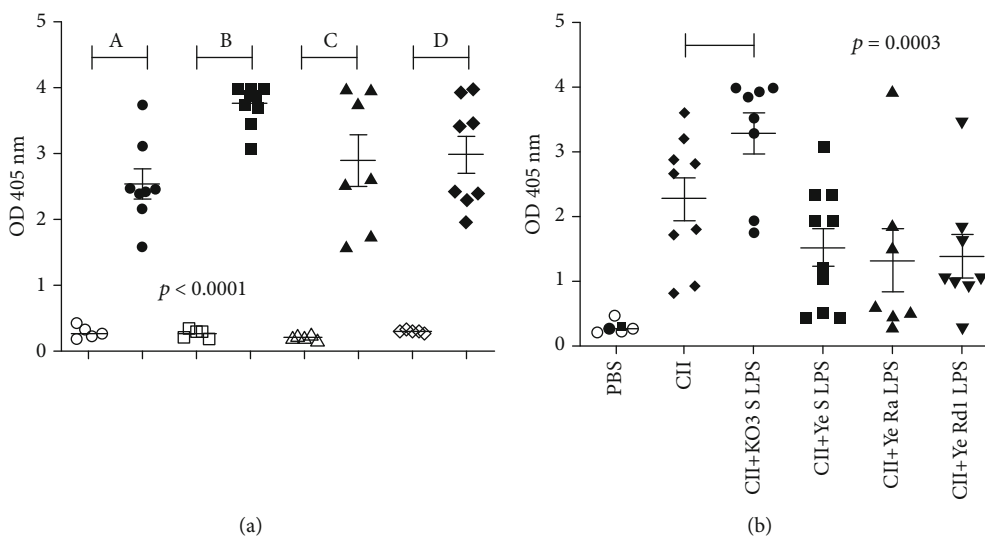 5
4
3
2
1
0
OD 405 nm
A
B
C
D
p < 0.0001
(a)
5
4
3
2
1
0
OD 405 nm
p = 0.0003
PBS
CII
CII+KO3 S LPS
CII+Ye S LPS
CII+Ye Ra LPS
CII+Ye Rd1 LPS
(b)